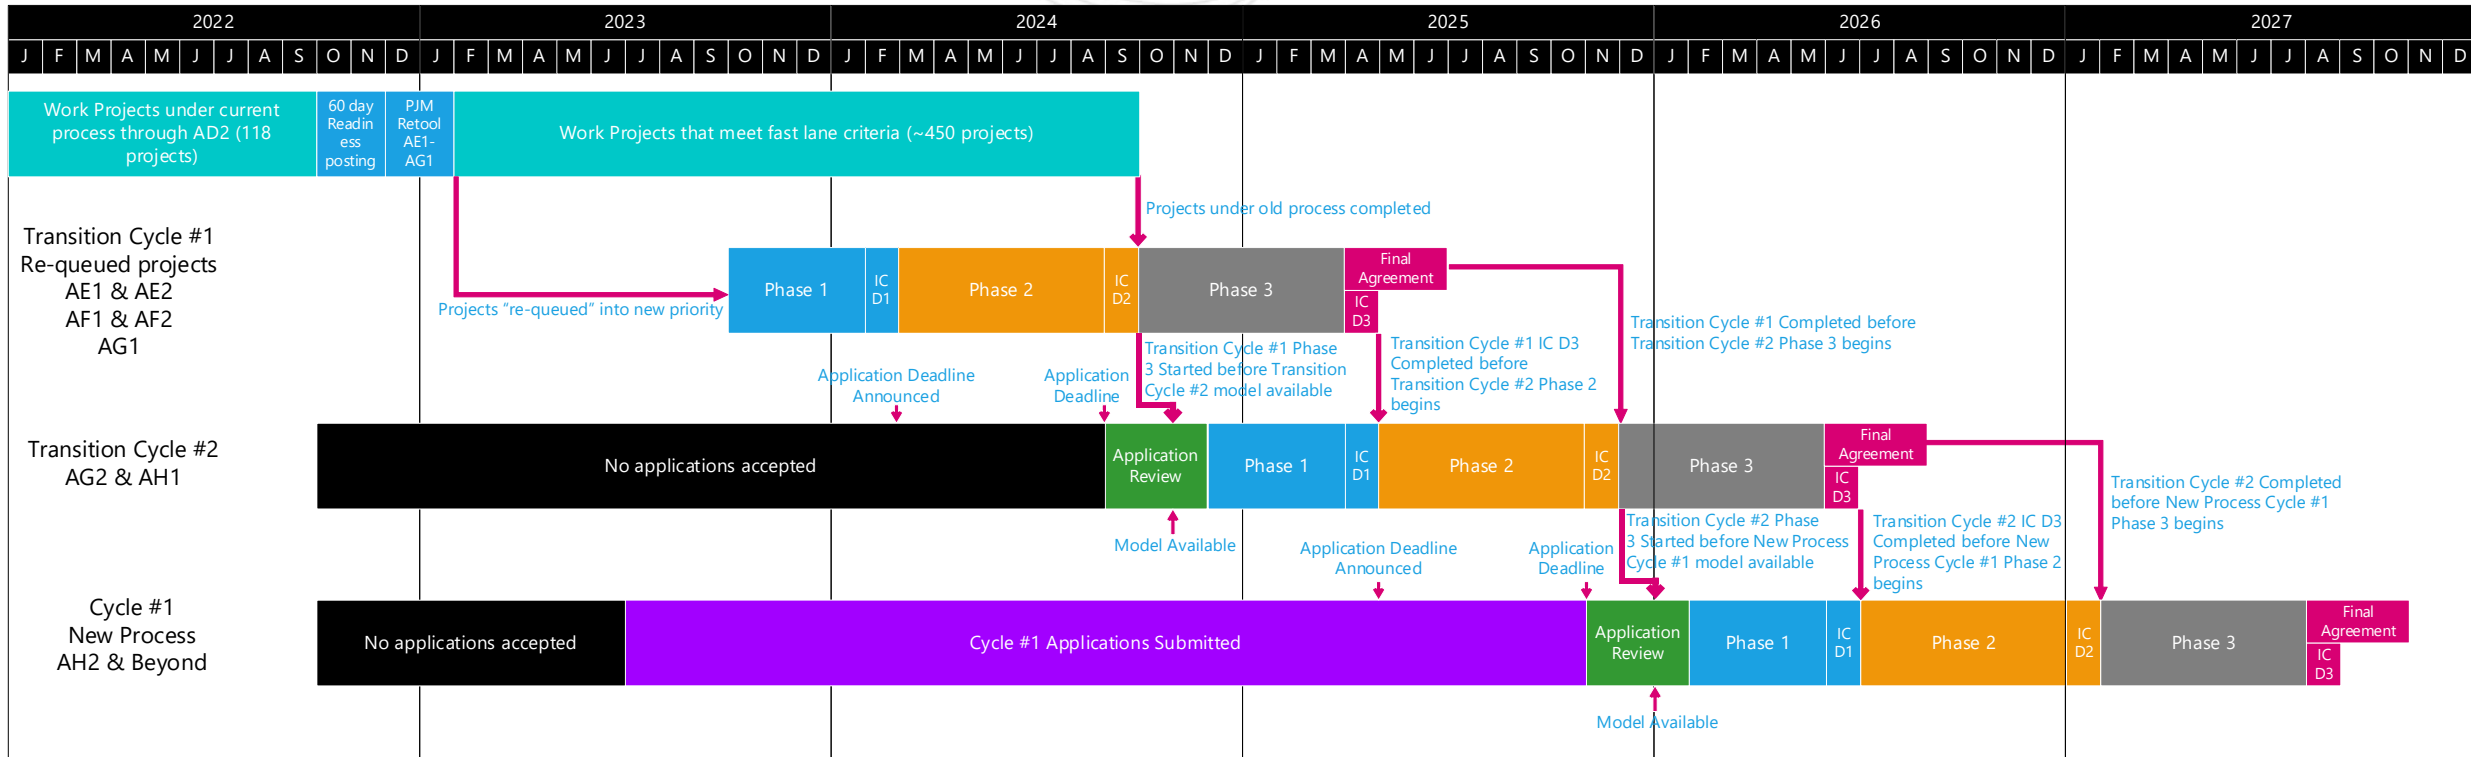 2022 2023 2024 2025 2026 2027
J F M A M J J A S O N D J F M A M J J A S O N D J F M A M J J A S O N D J F M A M J J A S O N D J F M A M J J A S O N D J F M A M J J A S O N D
Work Projects under current
process through AD2 (118
projects)
60 day
Readin
ess
posting
PJM
Retool
AE1-
AG1
Work Projects that meet fast lane criteria (~450 projects)
Projects under old process completed
Transition Cycle #1
Re-queued projects
AE1 & AE2
AF1 & AF2
AG1
Projects "re-queued" into new priority
Phase 1
IC
D1
Phase 2
IC
D2
Phase 3
Final
Agreement
IC
D3
Transition Cycle #1 Phase
3 Started before Transition
Cycle #2 model available
Transition Cycle #1 IC D3
Completed before
Transition Cycle #2 Phase 2
begins
Transition Cycle #1 Completed before
Transition Cycle #2 Phase 3 begins
Application Deadline
Announced
Application
Deadline
Transition Cycle #2
AG2 & AH1
No applications accepted
Application
Review
Phase 1
IC
D1
Phase 2
IC
D2
Phase 3
Final
Agreement
IC
D3
Model Available
Application Deadline
Announced
Application
Deadline
Transition Cycle #2 Phase
3 Started before New Process
Cycle #1 model available
Transition Cycle #2 IC D3
Completed before New
Process Cycle #1 Phase 2
begins
Transition Cycle #2 Completed
before New Process Cycle #1
Phase 3 begins
Cycle #1
New Process
AH2 & Beyond
No applications accepted
Cycle #1 Applications Submitted
Application
Review
Phase 1
IC
D1
Phase 2
IC
D2
Phase 3
Final
Agreement
IC
D3
Model Available